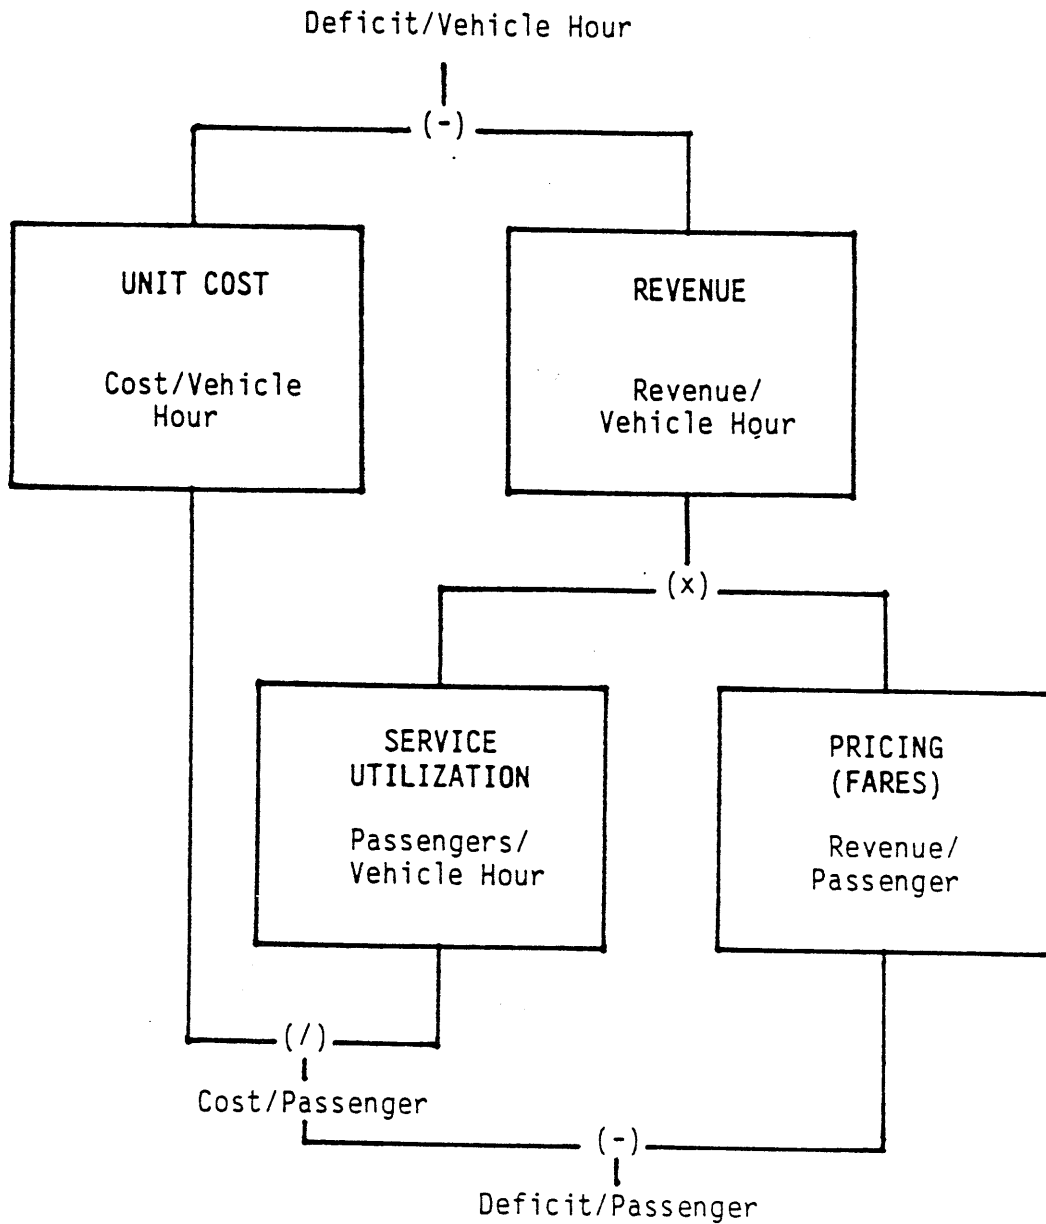 Deficit/Vehicle Hour
(-)
UNIT COST
Cost/Vehicle
Hour
REVENUE
Revenue/
Vehicle Hour
(x)
SERVICE
UTILIZATION
Passengers/
Vehicle Hour
PRICING
(FARES)
Revenue/
Passenger
(/)
Cost/Passenger
(-)
Deficit/Passenger